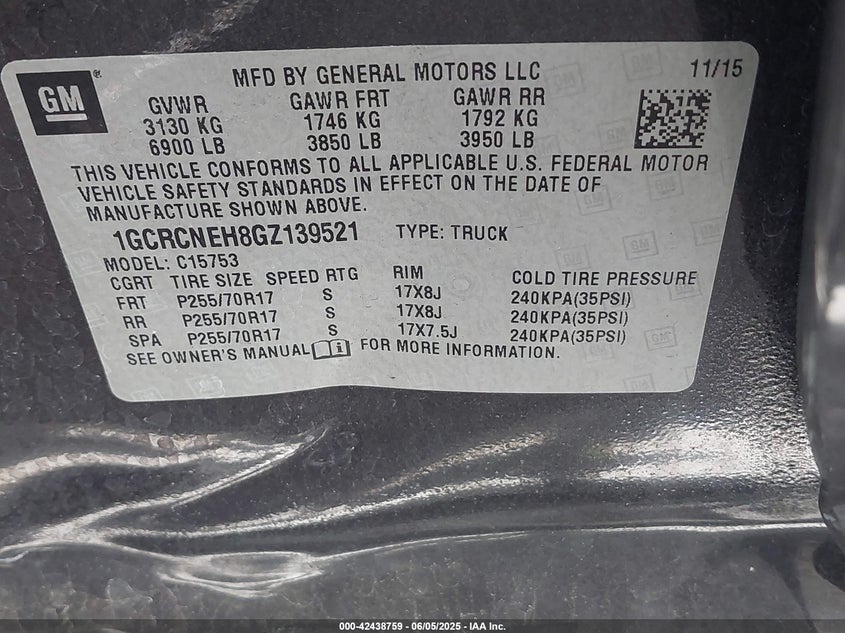 GM® MFD BY GENERAL MOTORS LLC 11/15
GVWR GAWR FRT GAWR RR
3130 KG 1746 KG 1792 KG
6900 LB 3850 LB 3950 LB
THIS VEHICLE CONFORMS TO ALL APPLICABLE U.S. FEDERAL MOTOR
VEHICLE SAFETY STANDARDS IN EFFECT ON THE DATE OF
MANUFACTURE SHOWN ABOVE.
1GCRCNEH8GZ139521 TYPE: TRUCK
MODEL: C15753
CGRT TIRE SIZE SPEED RTG RIM COLD TIRE PRESSURE
FRT P255/70R17 S 17X8J 240KPA(35PSI)
RR P255/70R17 S 17X8J 240KPA(35PSI)
SPA P255/70R17 S 17X7.5J 240KPA(35PSI)
SEE OWNER'S MANUAL FOR MORE INFORMATION.
000-42438759 - 06/05/2025 - IAA Inc.